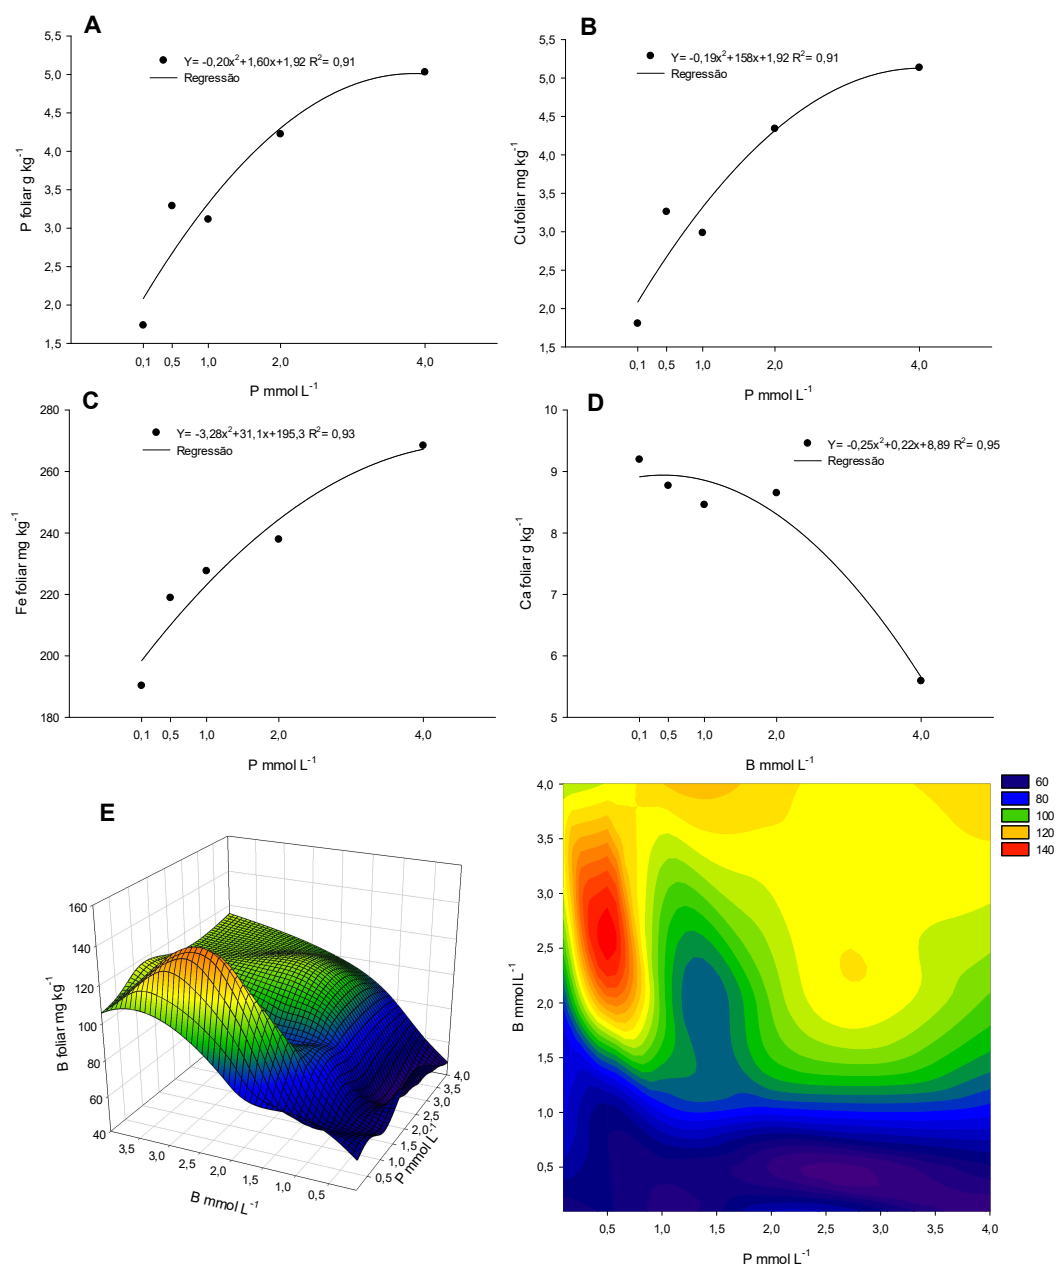 A
Y= -0,20x²+1,60x+1,92 R²= 0,91
Regressão
5,5
5,0
4,5
4,0
3,5
3,0
2,5
2,0
1,5
P foliar g kg⁻¹
0,1 0,5 1,0 2,0 4,0
P mmol L⁻¹
B
Y= -0,19x²+158x+1,92 R²= 0,91
Regressão
5,5
5,0
4,5
4,0
3,5
3,0
2,5
2,0
1,5
Cu foliar mg kg⁻¹
0,1 0,5 1,0 2,0 4,0
P mmol L⁻¹
C
Y= -3,28x²+31,1x+195,3 R²= 0,93
Regressão
280
260
240
220
200
180
Fe foliar mg kg⁻¹
0,1 0,5 1,0 2,0 4,0
P mmol L⁻¹
D
Y= -0,25x²+0,22x+8,89 R²= 0,95
Regressão
10
9
8
7
6
5
Ca foliar g kg⁻¹
0,1 0,5 1,0 2,0 4,0
B mmol L⁻¹
E
160
140
120
100
80
60
40
B foliar mg kg⁻¹
3,5 3,0 2,5 2,0 1,5 1,0 0,5
B mmol L⁻¹
0,5 1,0 1,5 2,0 2,5 3,0 3,5 4,0
P mmol L⁻¹
4,0
3,5
3,0
2,5
2,0
1,5
1,0
0,5
B mmol L⁻¹
0,5 1,0 1,5 2,0 2,5 3,0 3,5 4,0
P mmol L⁻¹
60
80
100
120
140